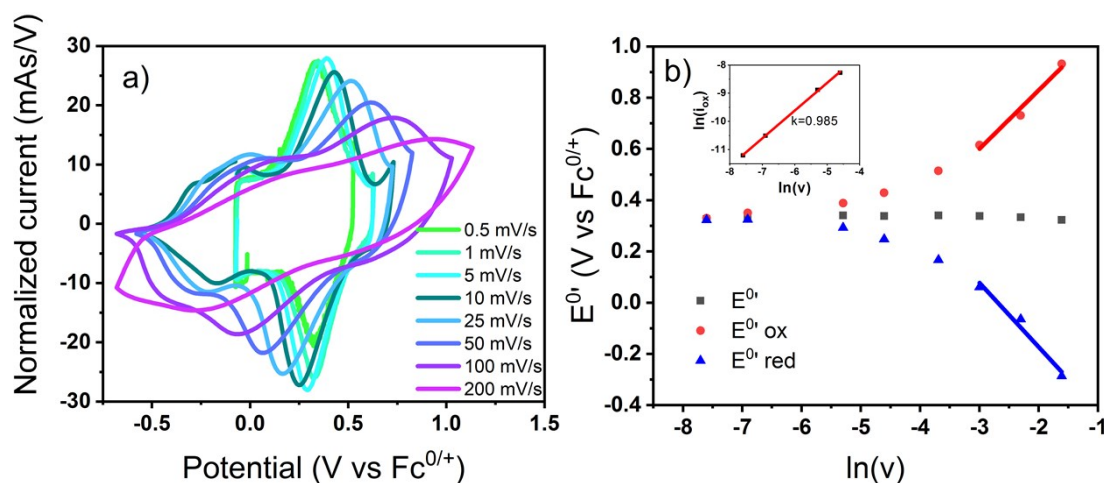 a)
Normalized current (mAs/V)
30
20
10
0
-10
-20
-30
-0.5
0.0
0.5
1.0
1.5
Potential (V vs Fc0/+)
0.5 mV/s
1 mV/s
5 mV/s
10 mV/s
25 mV/s
50 mV/s
100 mV/s
200 mV/s
b)
E0' (V vs Fc0/+)
1.0
0.8
0.6
0.4
0.2
0.0
-0.2
-0.4
-8
-7
-6
-5
-4
-3
-2
-1
ln(v)
E0'
E0' ox
E0' red
ln(iox)
-8
-9
-10
-11
k=0.985
-8
-7
-6
-5
-4
ln(v)